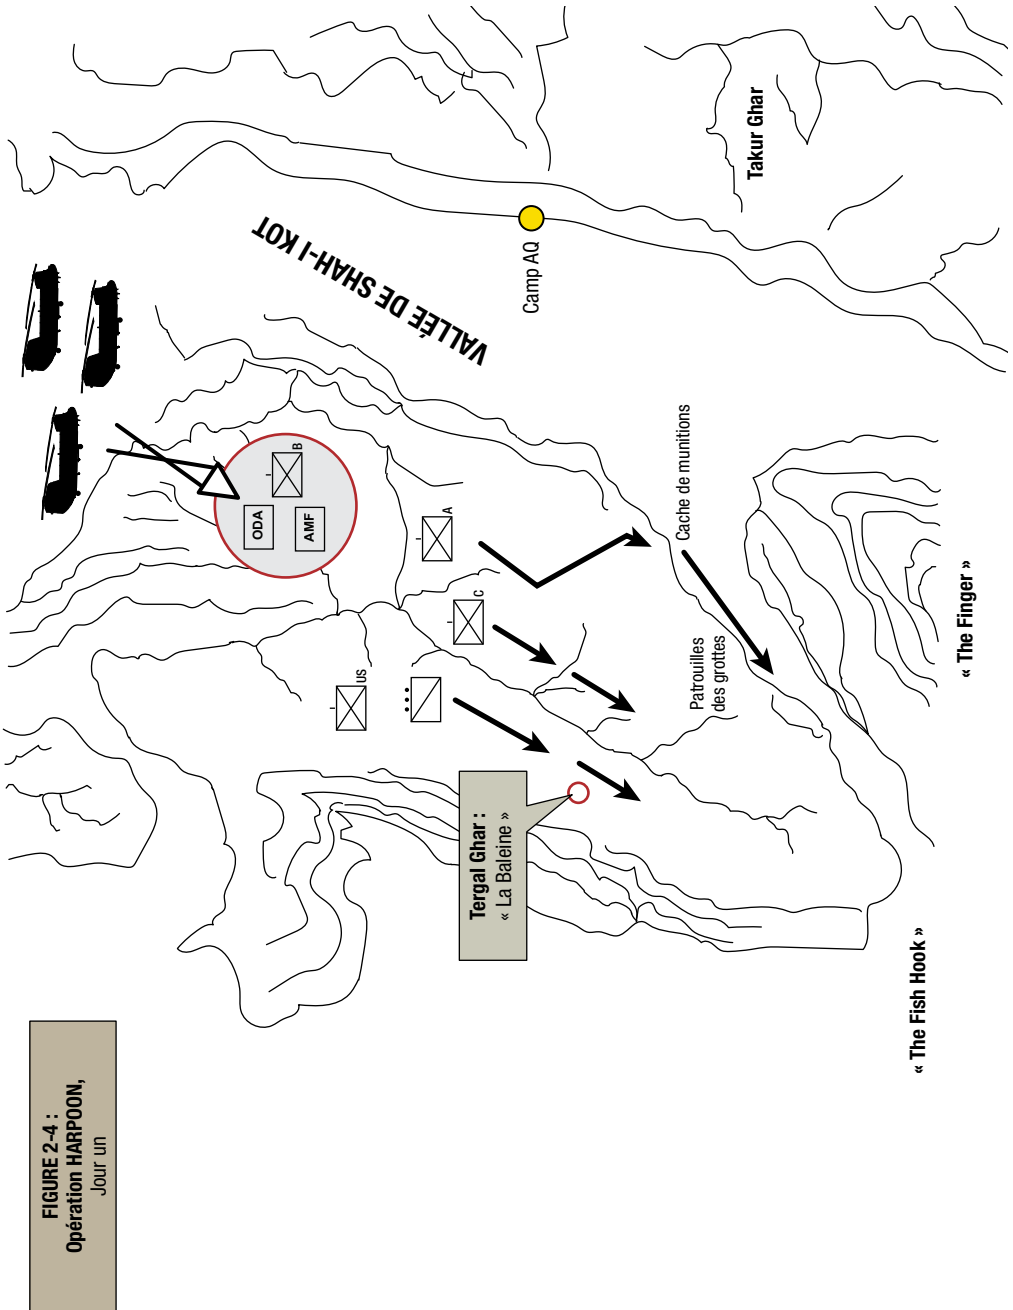 FIGURE 2-4 :
Opération HARPOON,
Jour un
VALLÉE DE SHAH-I KOT
Takur Ghar
Camp AQ
ODA
AMF
B
A
C
US
Cache de munitions
Patrouilles
des grottes
Tergal Ghar :
« La Baleine »
« The Finger »
« The Fish Hook »